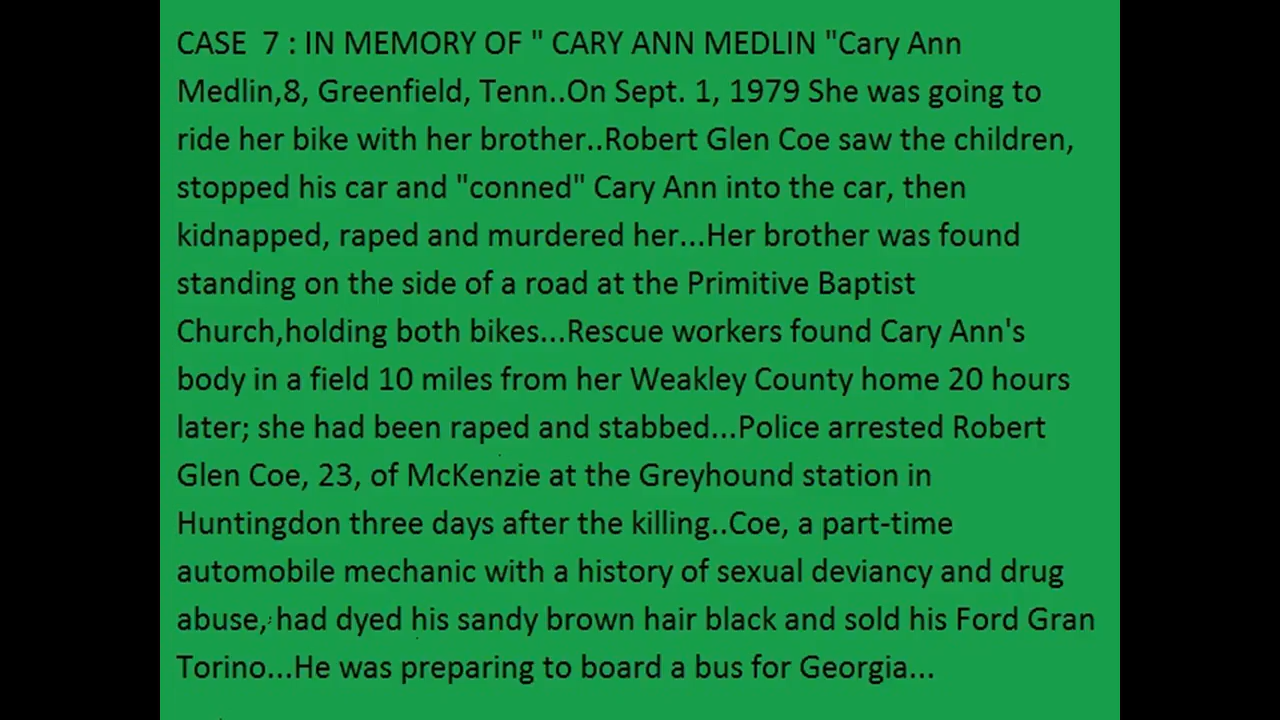 CASE  7 : IN MEMORY OF " CARY ANN MEDLIN "Cary Ann
Medlin,8, Greenfield, Tenn..On Sept. 1, 1979 She was going to
ride her bike with her brother..Robert Glen Coe saw the children,
stopped his car and "conned" Cary Ann into the car, then
kidnapped, raped and murdered her...Her brother was found
standing on the side of a road at the Primitive Baptist
Church,holding both bikes...Rescue workers found Cary Ann's
body in a field 10 miles from her Weakley County home 20 hours
later; she had been raped and stabbed...Police arrested Robert
Glen Coe, 23, of McKenzie at the Greyhound station in
Huntingdon three days after the killing..Coe, a part-time
automobile mechanic with a history of sexual deviancy and drug
abuse, had dyed his sandy brown hair black and sold his Ford Gran
Torino...He was preparing to board a bus for Georgia...